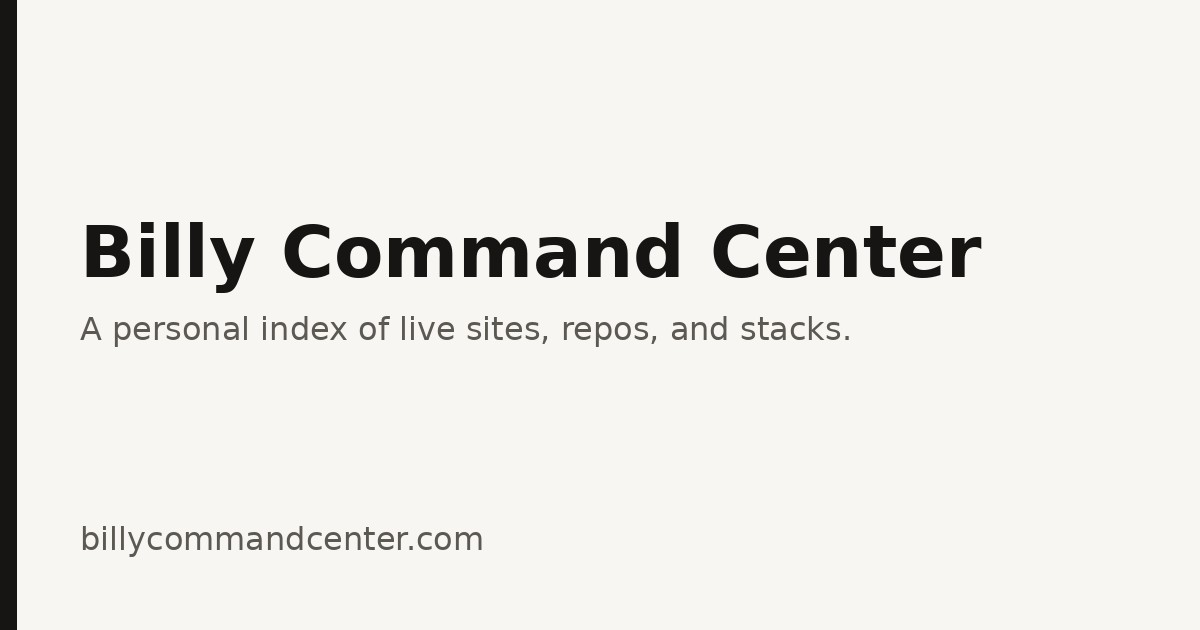 Billy Command Center
A personal index of live sites, repos, and stacks.
billycommandcenter.com